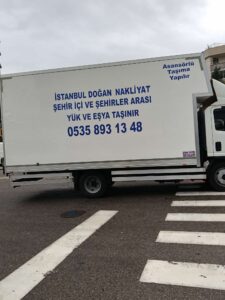 Asansörlü
Taşıma
Yapılır
İSTANBUL DOĞAN NAKLİYAT
ŞEHİR İÇİ VE ŞEHİRLER ARASI
YÜK VE EŞYA TAŞINIR
0535 893 13 48